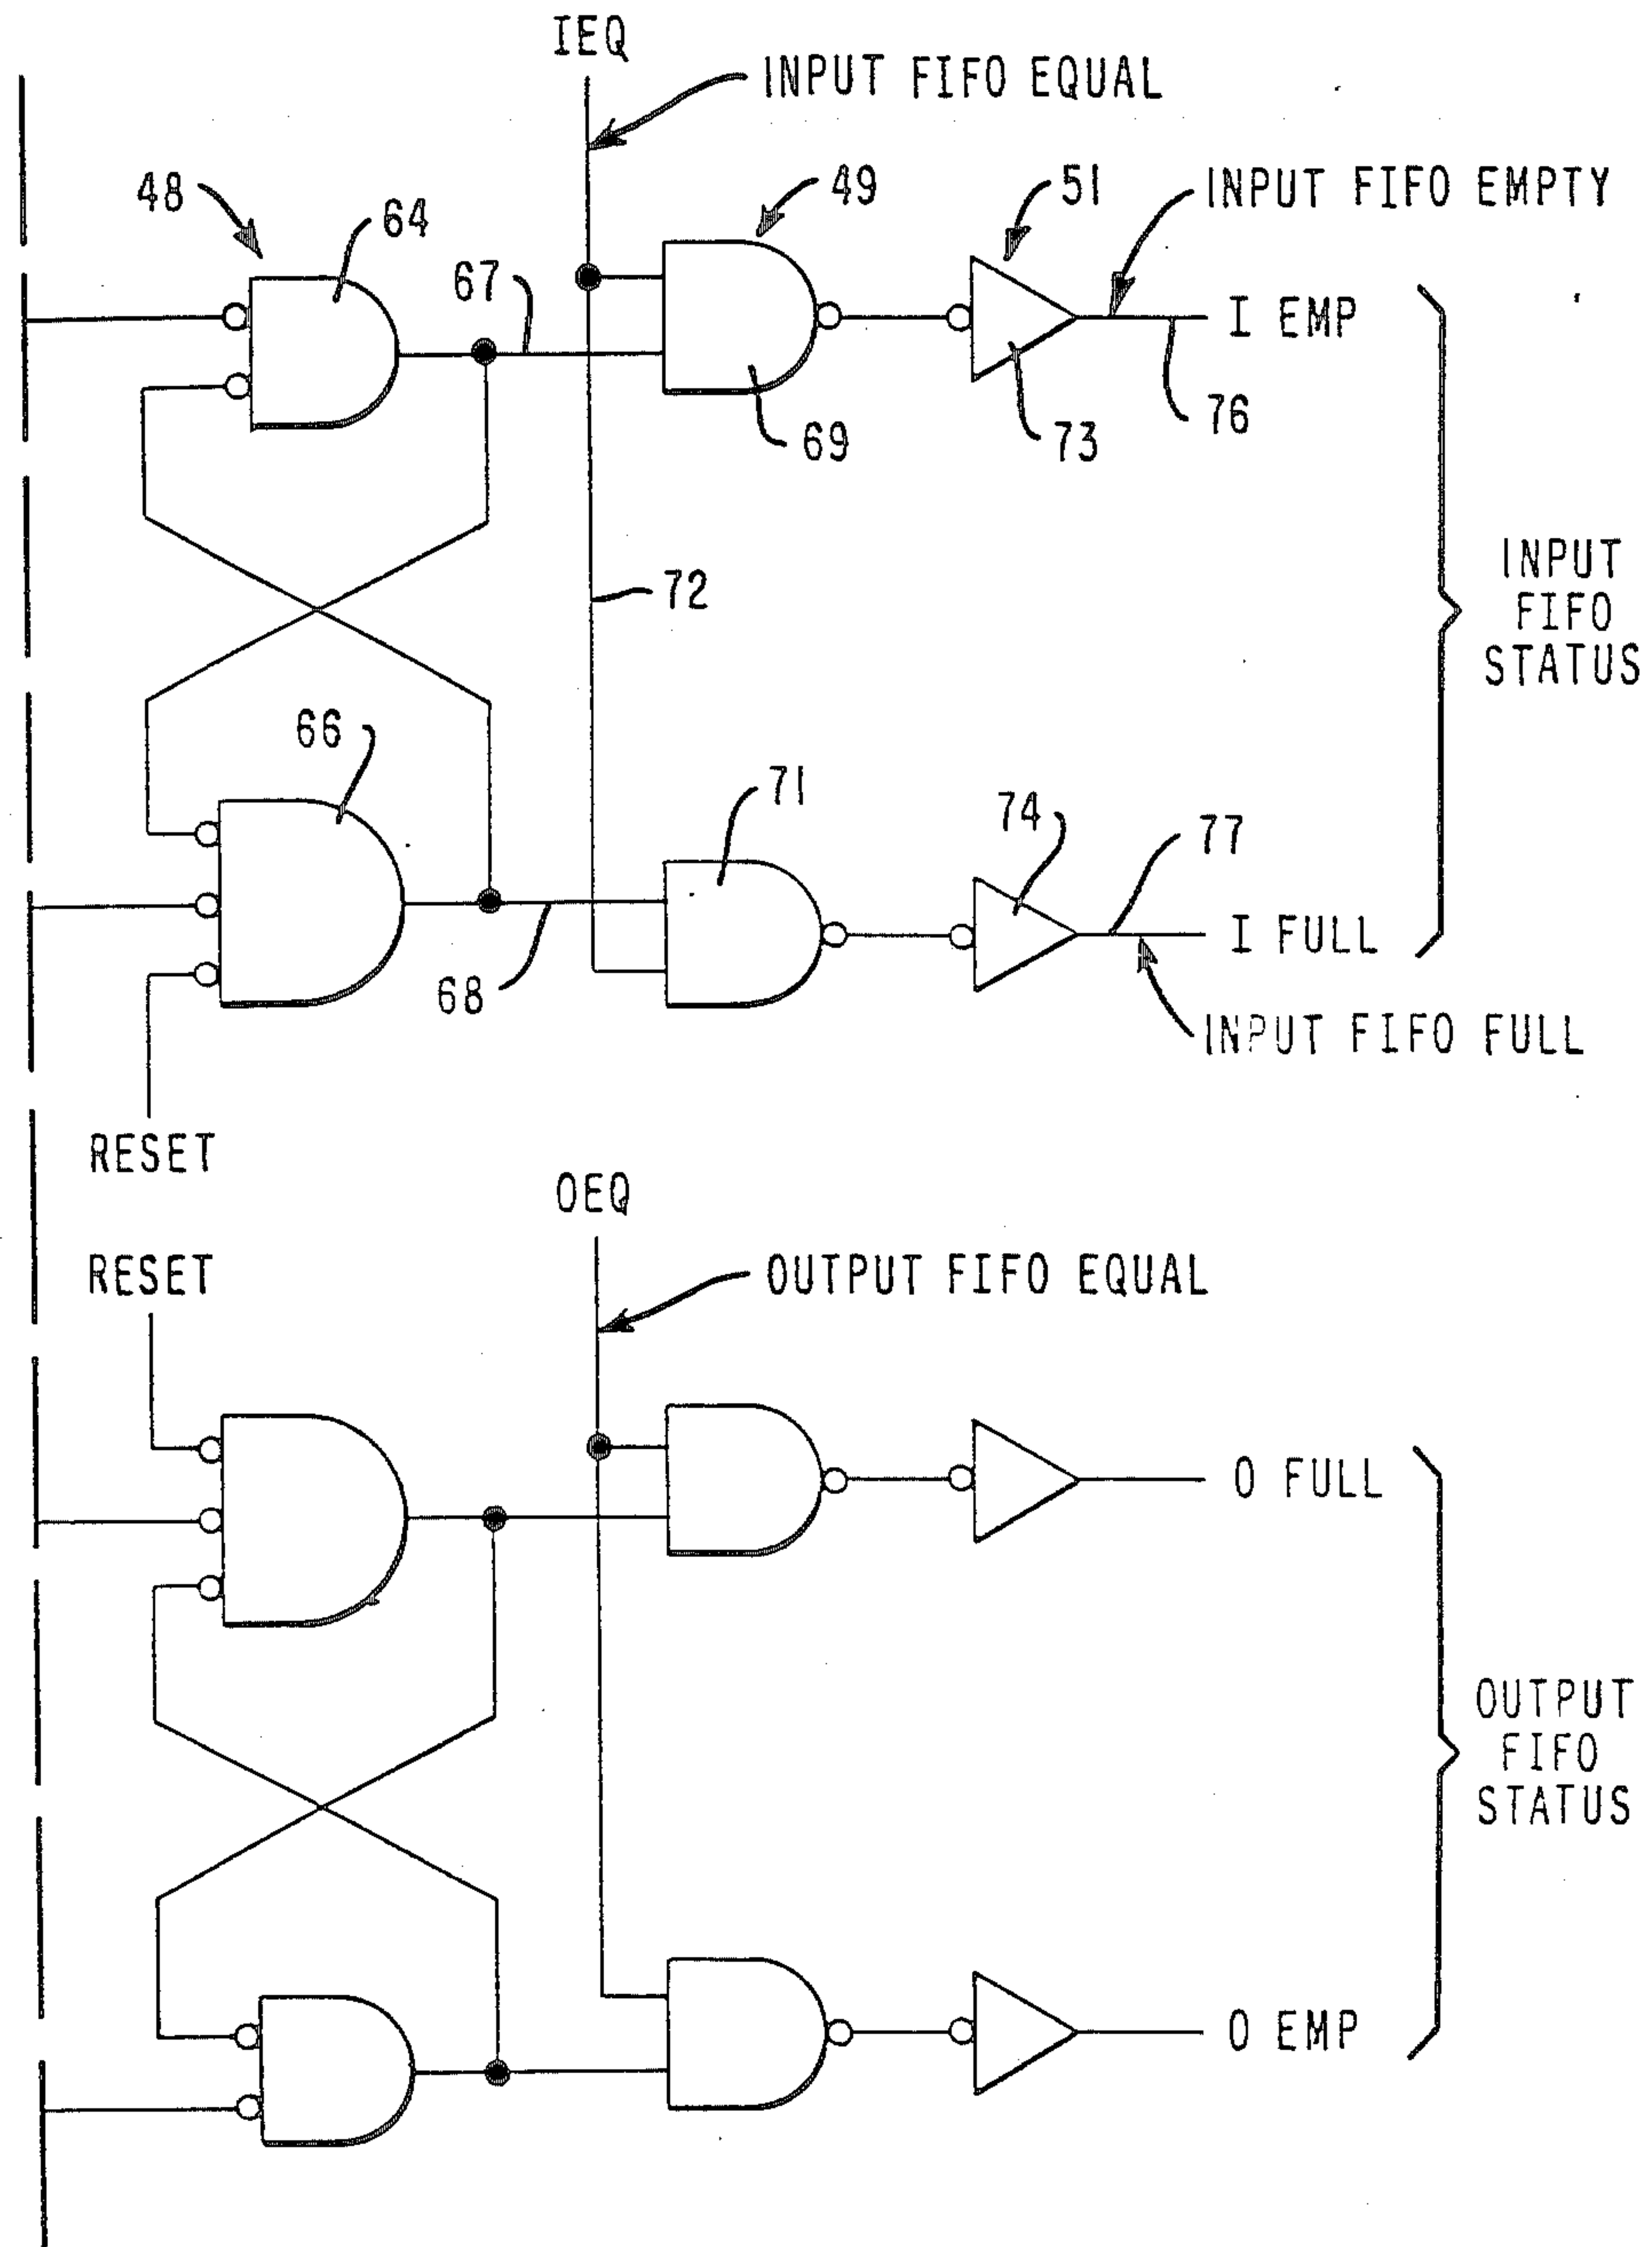 IEQ
INPUT FIFO EQUAL
48
64
67
49
51
INPUT FIFO EMPTY
I EMP
69
73
76
72
INPUT
FIFO
STATUS
66
71
74
77
I FULL
68
INPUT FIFO FULL
RESET
OEQ
RESET
OUTPUT FIFO EQUAL
O FULL
OUTPUT
FIFO
STATUS
O EMP